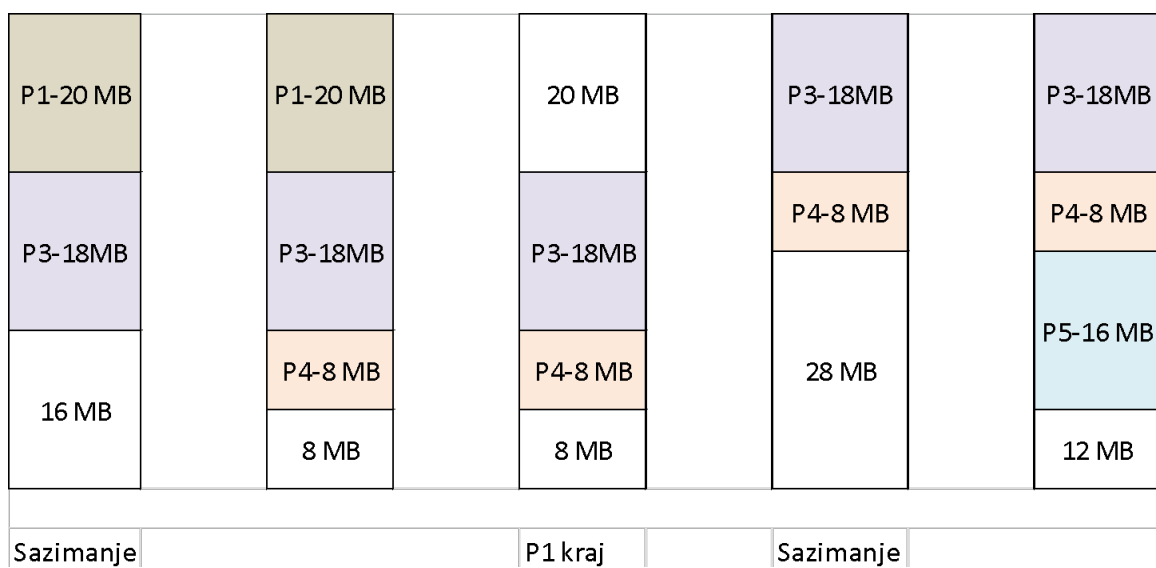 P1-20 MB
P1-20 MB
20 MB
P3-18MB
P3-18MB
P4-8 MB
P4-8 MB
P3-18MB
P3-18MB
P3-18MB
P5-16 MB
P4-8 MB
P4-8 MB
28 MB
16 MB
8 MB
8 MB
12 MB
Sazimanje
P1 kraj
Sazimanje